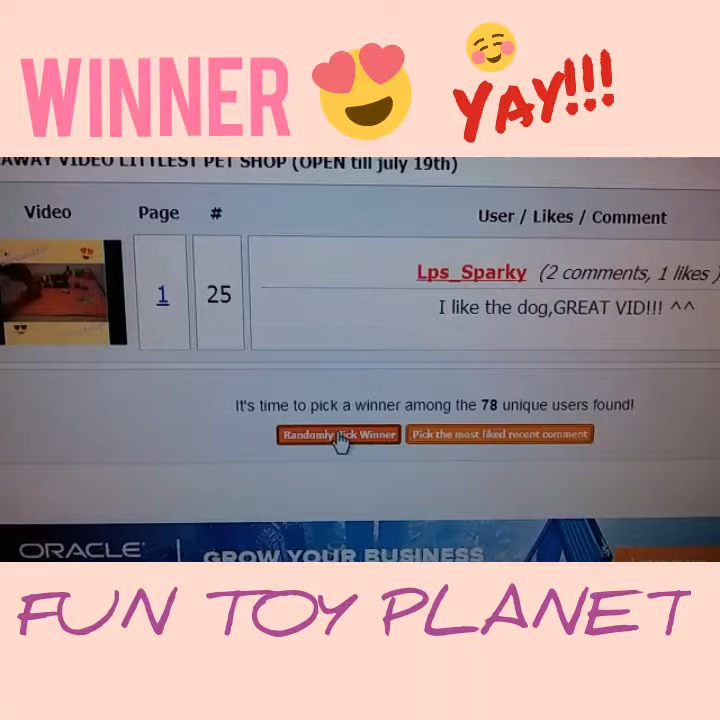 WINNER
YAY!!!
AWAY VIDEO LITTLEST PET SHOP (OPEN till july 19th)
Video Page # User / Likes / Comment
1 25 Lps_Sparky (2 comments, 1 likes )
I like the dog,GREAT VID!!! ^^
It's time to pick a winner among the 78 unique users found!
Randomly Pick Winner Pick the most liked recent comment
ORACLE GROW YOUR BUSINESS
FUN TOY PLANET